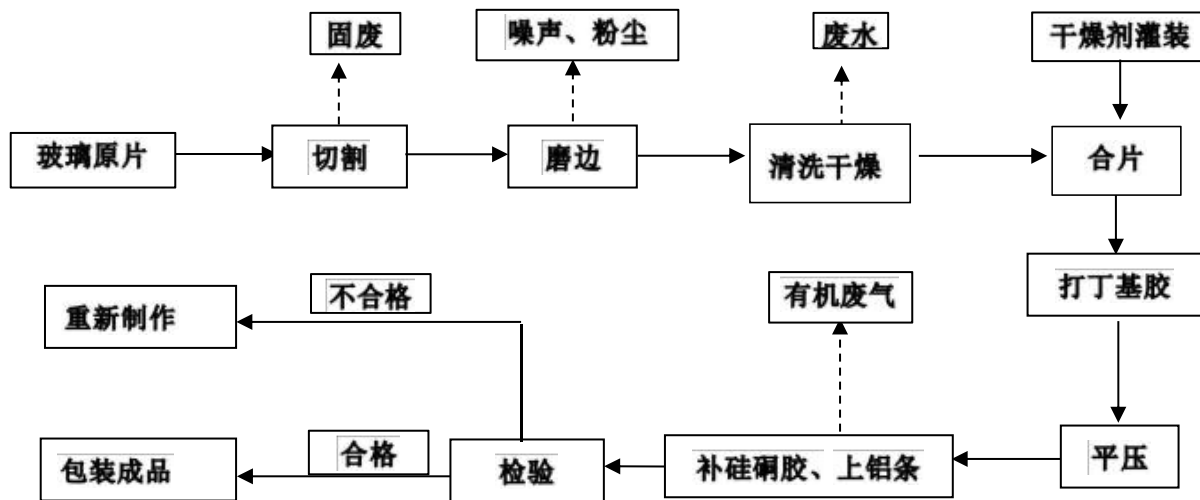 固废
噪声、粉尘
废水
干燥剂灌装
玻璃原片
切割
磨边
清洗干燥
合片
打丁基胶
有机废气
不合格
重新制作
平压
补硅硐胶、上铝条
检验
合格
包装成品